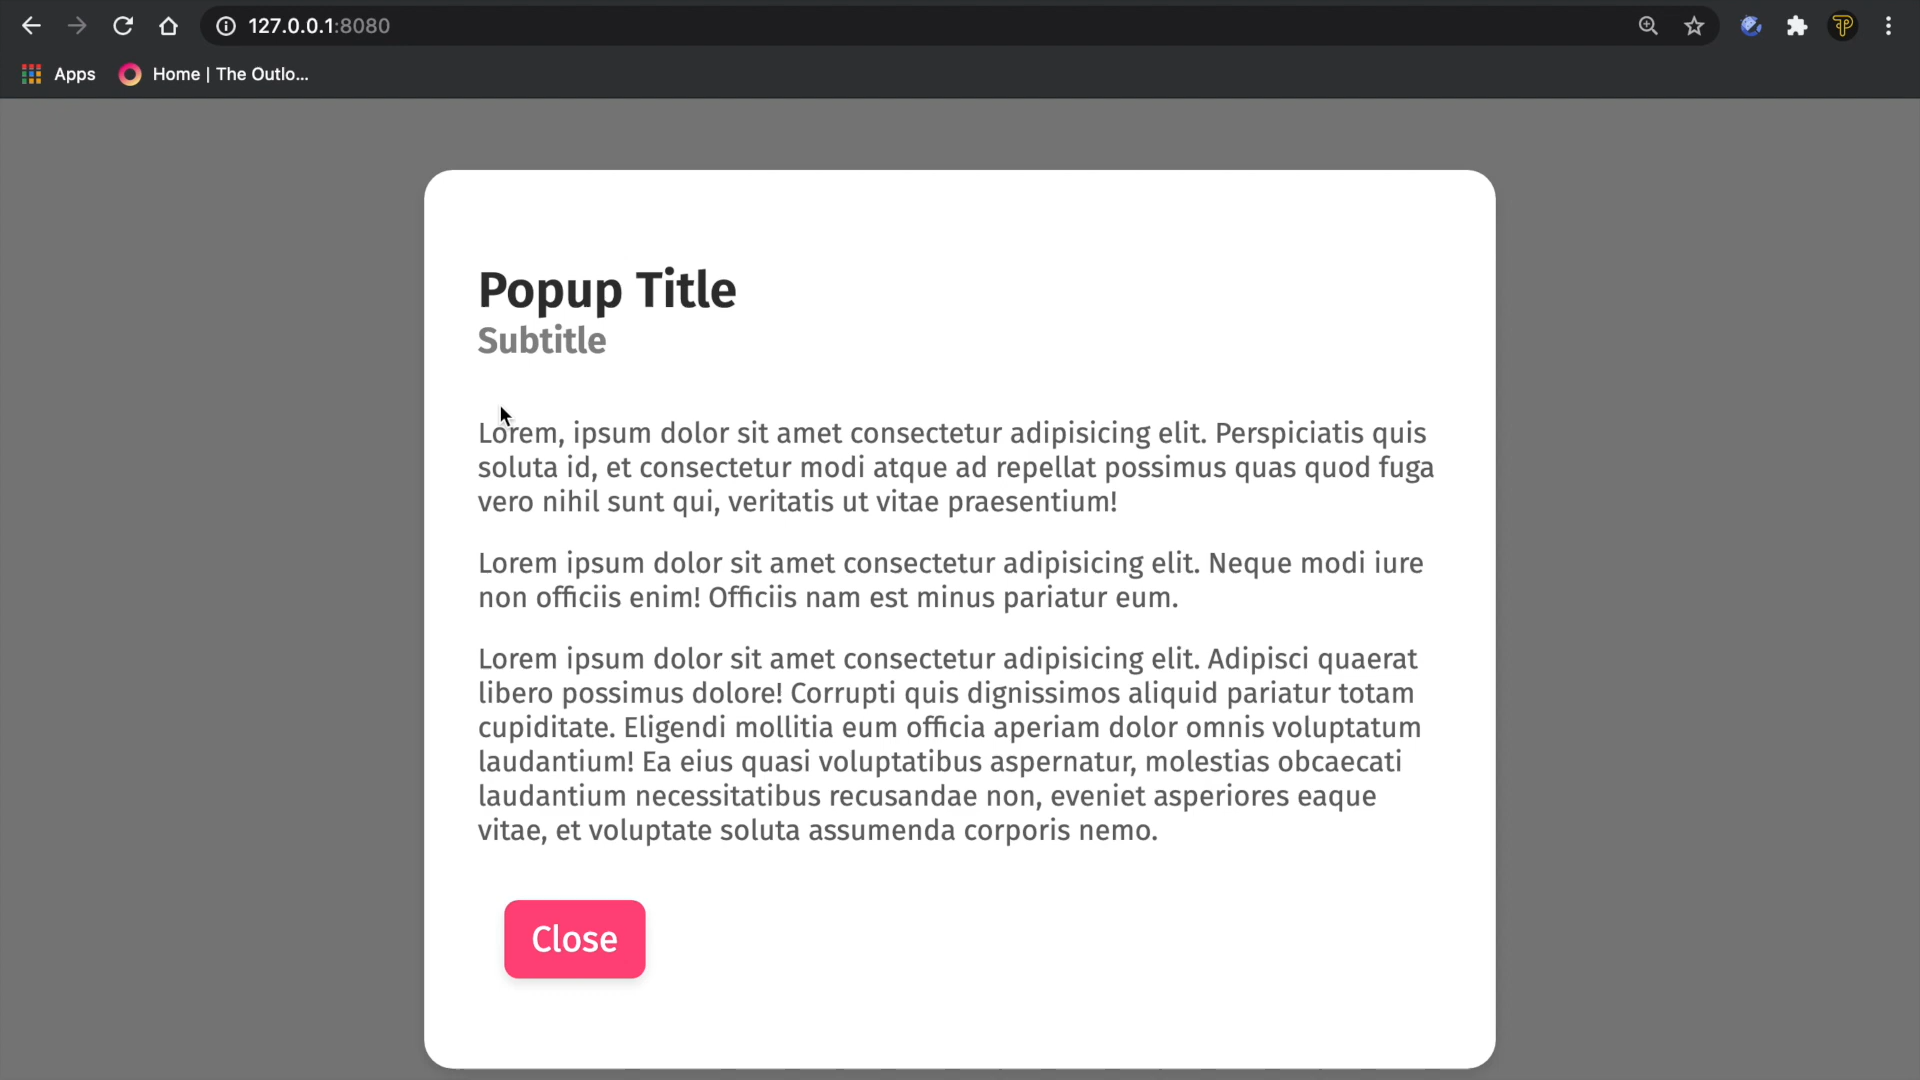 127.0.0.1:8080
Apps
Home | The Outlo...
Popup Title
Subtitle
Lorem, ipsum dolor sit amet consectetur adipisicing elit. Perspiciatis quis
soluta id, et consectetur modi atque ad repellat possimus quas quod fuga
vero nihil sunt qui, veritatis ut vitae praesentium!
Lorem ipsum dolor sit amet consectetur adipisicing elit. Neque modi iure
non officiis enim! Officiis nam est minus pariatur eum.
Lorem ipsum dolor sit amet consectetur adipisicing elit. Adipisci quaerat
libero possimus dolore! Corrupti quis dignissimos aliquid pariatur totam
cupiditate. Eligendi mollitia eum officia aperiam dolor omnis voluptatum
laudantium! Ea eius quasi voluptatibus aspernatur, molestias obcaecati
laudantium necessitatibus recusandae non, eveniet asperiores eaque
vitae, et voluptate soluta assumenda corporis nemo.
Close